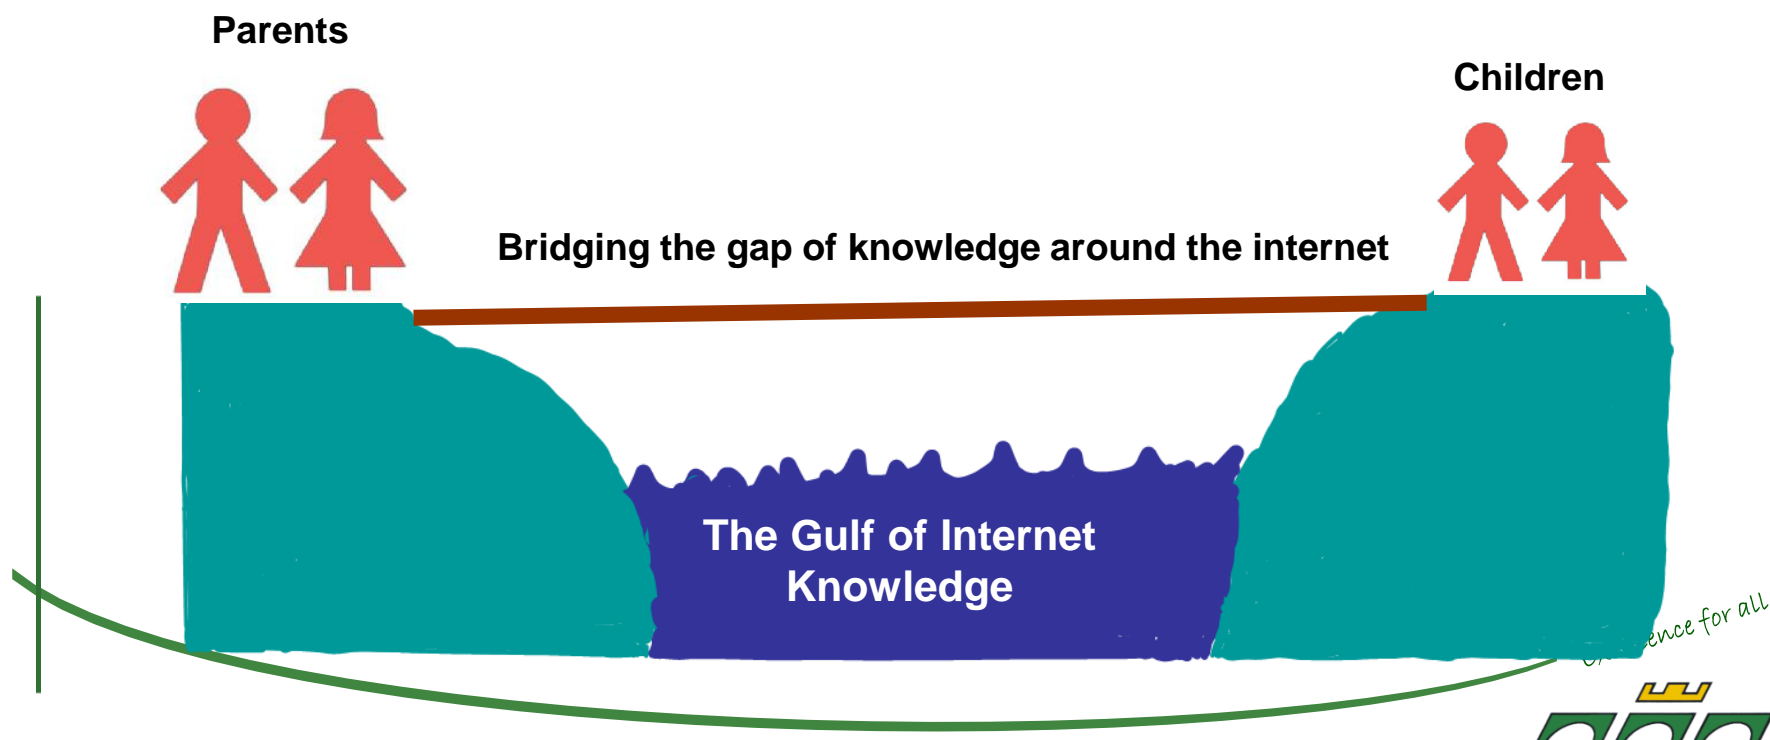 Parents
Children
Bridging the gap of knowledge around the internet
The Gulf of Internet
Knowledge
for all